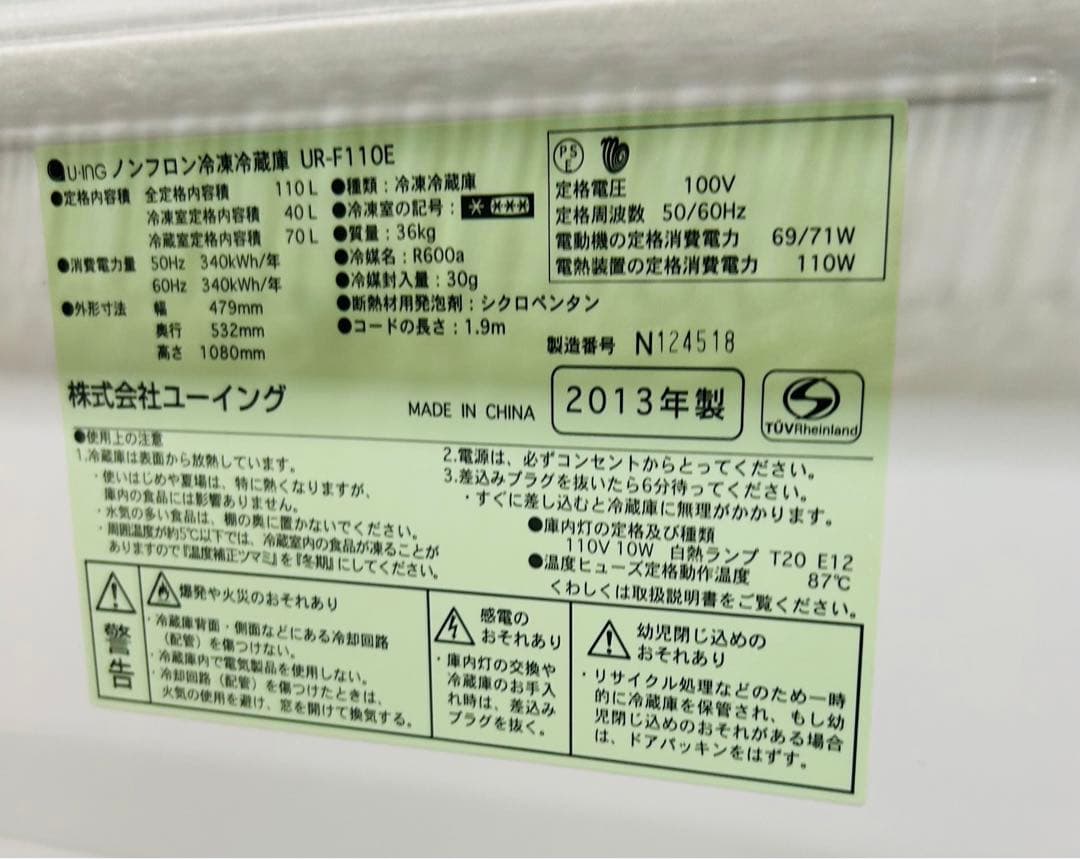 U-ING ノンフロン冷凍冷蔵庫 UR-F110E
●定格内容積 全定格内容積 110L
冷凍室定格内容積 40L
冷蔵室定格内容積 70L
●消費電力量 50Hz 340kWh/年
60Hz 340kWh/年
●外形寸法 幅 479mm
奥行 532mm
高さ 1080mm
●種類:冷凍冷蔵庫
●冷凍室の記号:
●質量:36kg
●冷媒名:R600a
●冷媒封入量:30g
●断熱材用発泡剤:シクロペンタン
●コードの長さ:1.9m
PS
E
定格電圧 100V
定格周波数 50/60Hz
電動機の定格消費電力 69/71W
電熱装置の定格消費電力 110W
製造番号 N124518
株式会社ユーイング
MADE IN CHINA
2013年製
TÜVRheinland
●使用上の注意
1.冷蔵庫は表面から放熱しています。
・使いはじめや夏場は、特に熱くなりますが、
庫内の食品には影響ありません。
・水気の多い食品は、棚の奥に置かないでください。
・周囲温度が約5℃以下では、冷蔵室内の食品が凍ることが
ありますので『温度補正ツマミ』を『冬期』にしてください。
2.電源は、必ずコンセントからとってください。
3.差込みプラグを抜いたら6分待ってください。
・すぐに差し込むと冷蔵庫に無理がかかります。
●庫内灯の定格及び種類
110V 10W 白熱ランプ T20 E12
●温度ヒューズ定格動作温度 87℃
くわしくは取扱説明書をご覧ください。
警告
爆発や火災のおそれあり
・冷蔵庫背面・側面などにある冷却回路
(配管)を傷つけない。
・冷蔵庫内で電気製品を使用しない。
・冷却回路(配管)を傷つけたときは、
火気の使用を避け、窓を開けて換気する。
感電の
おそれあり
・庫内灯の交換や
冷蔵庫のお手入
れ時は、差込み
プラグを抜く。
幼児閉じ込めの
おそれあり
・リサイクル処理などのため一時
的に冷蔵庫を保管され、もし幼
児閉じ込めのおそれがある場合
は、ドアパッキンをはずす。